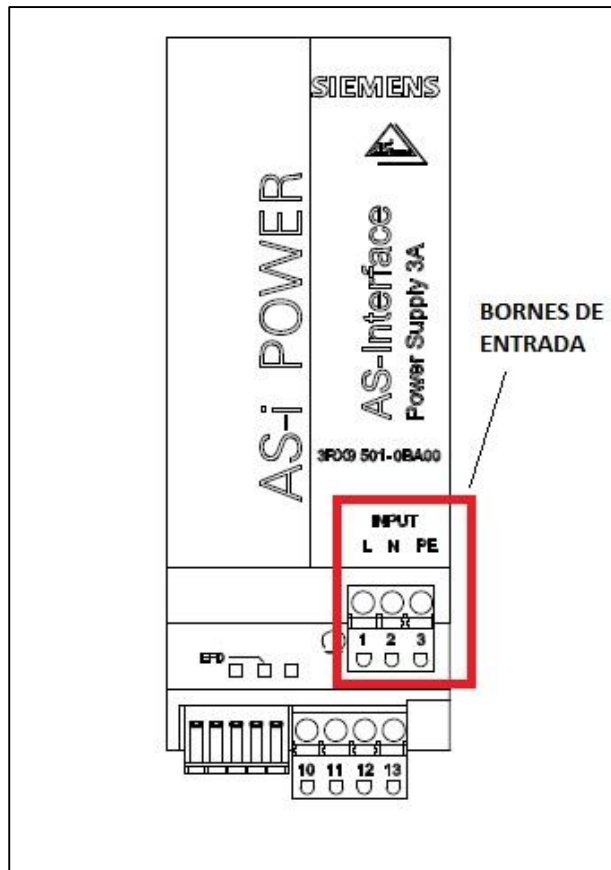 SIEMENS
AS-i POWER
AS-Interface
Power Supply 3A
BORNES DE
ENTRADA
3RX9 501-0BA00
INPUT
L N PE
1 2 3
EFD
10 11 12 13